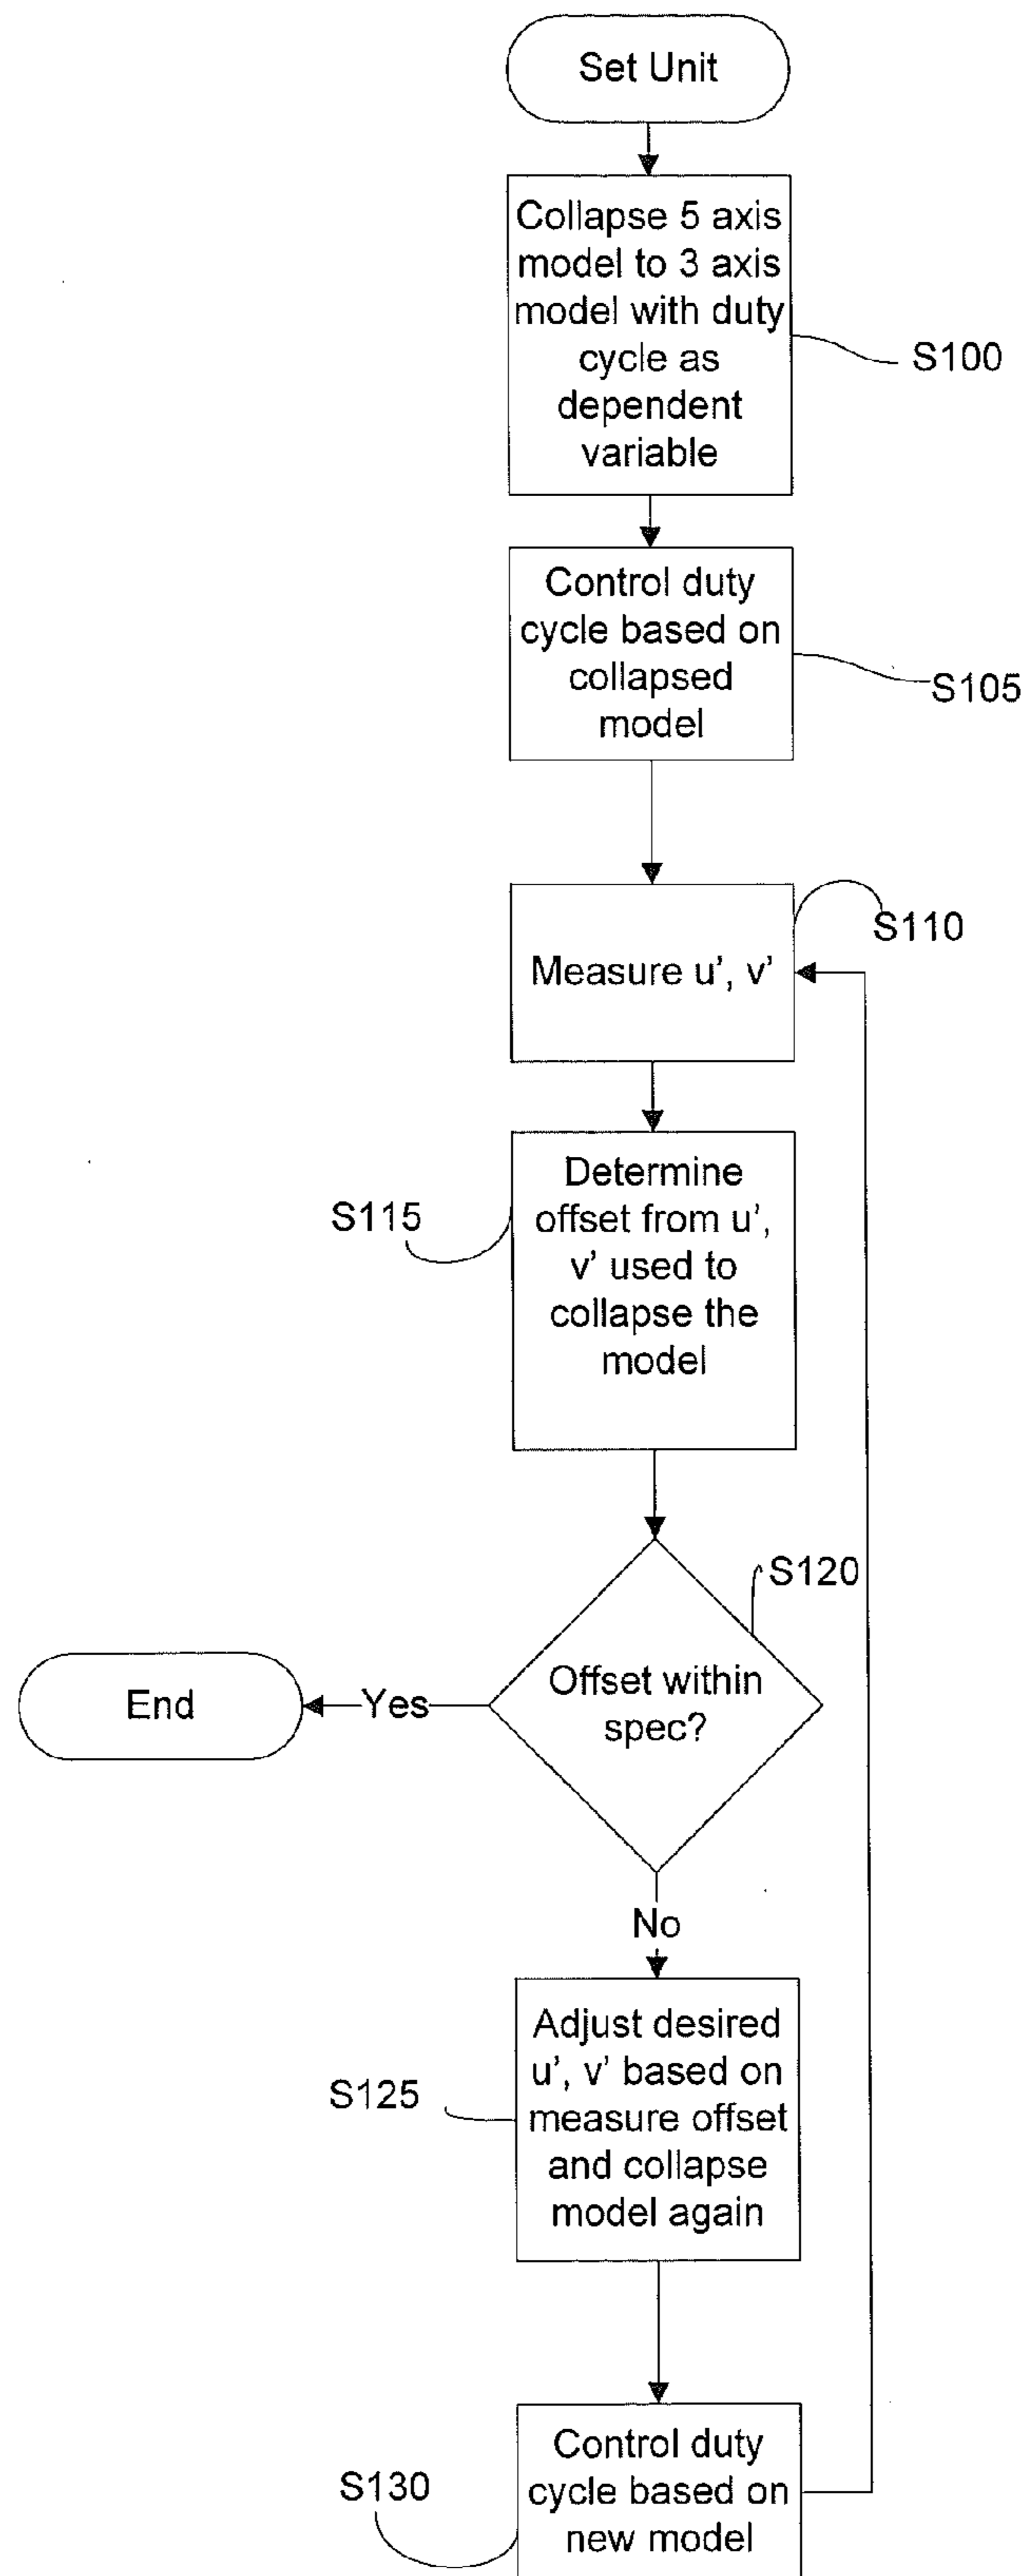 Set Unit
Collapse 5 axis
model to 3 axis
model with duty
cycle as
dependent
variable
S100
Control duty
cycle based on
collapsed
model
S105
S110
Measure u', v'
Determine
offset from u',
v' used to
collapse the
model
S115
S120
Offset within
spec?
Yes
End
No
Adjust desired
u', v' based on
measure offset
and collapse
model again
S125
Control duty
cycle based on
new model
S130